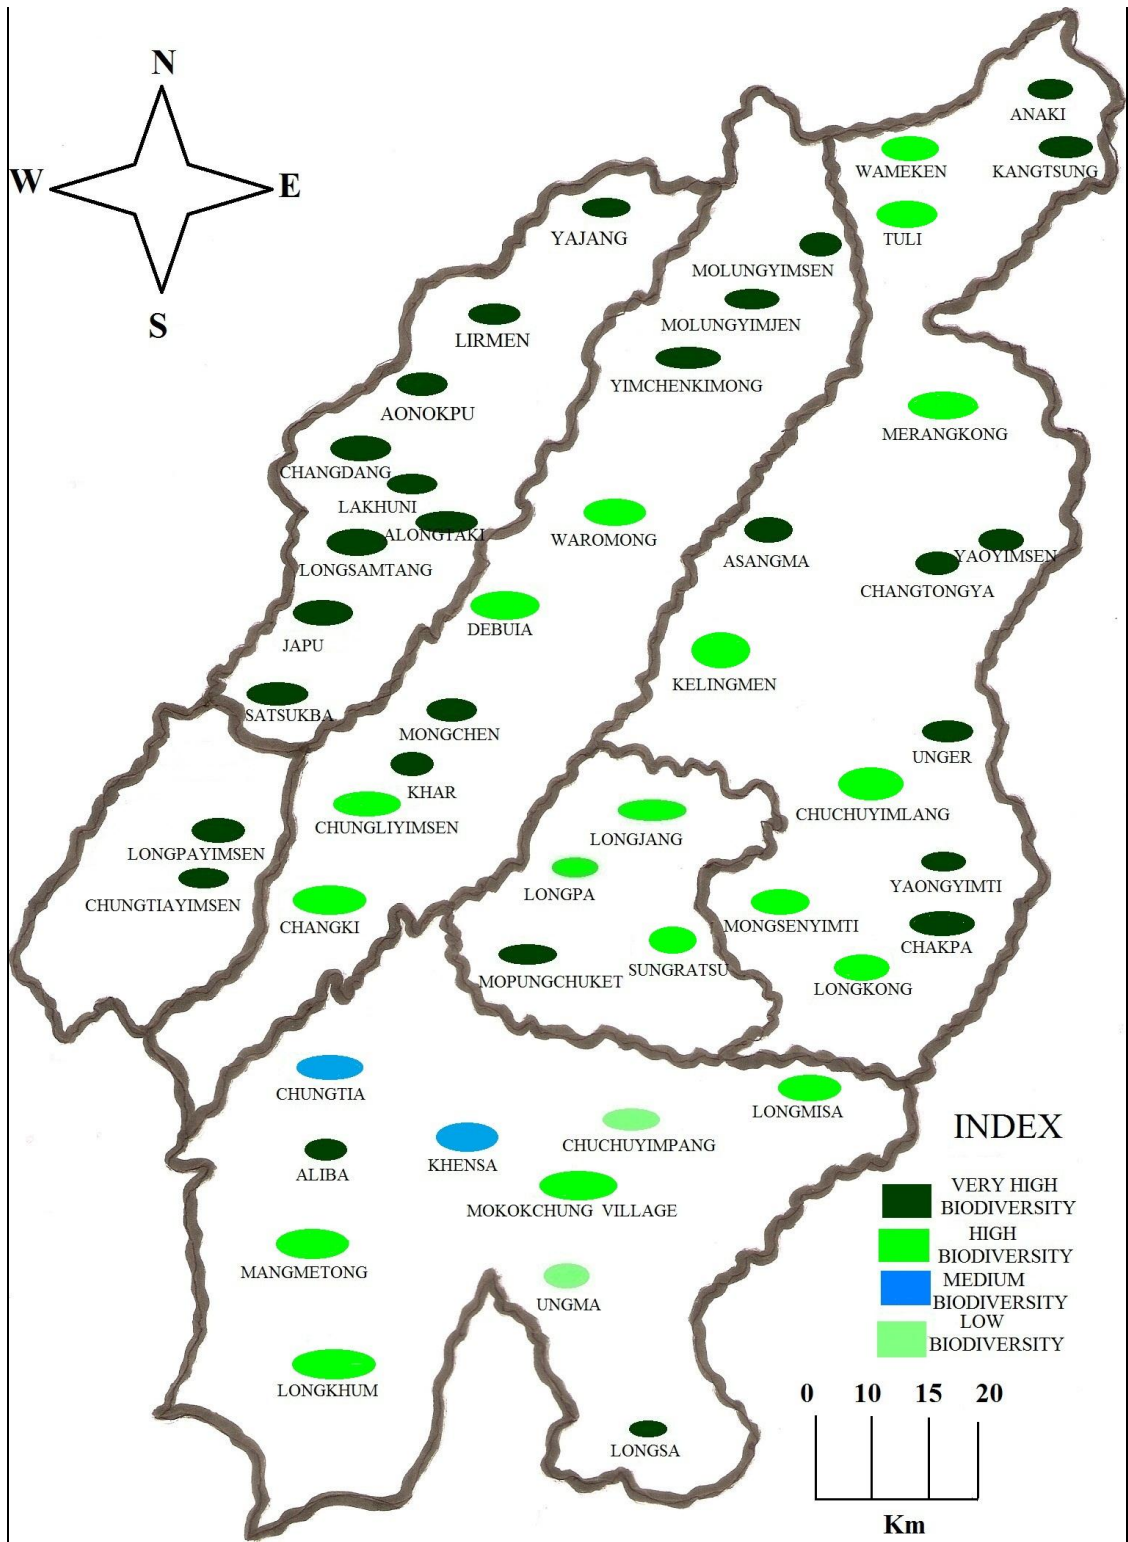 N
W
E
S
ANAKI
WAMEKEN
KANGTSUNG
TULI
YAJANG
MOLUNGYIMSEN
MOLUNGYIMJEN
LIRMEN
YIMCHENKIMONG
AONOKPU
MERANGKONG
CHANGDANG
LAKHUNI
ALONGTAKI
WAROMONG
LONGSAMTANG
ASANGMA
YAOYIMSEN
CHANGTONGYA
DEBUIA
JAPU
KELINGMEN
SATSUKBA
MONGCHEN
UNGER
KHAR
CHUNGLIYIMSEN
CHUCHUYIMLANG
LONGJANG
LONGPAYIMSEN
LONGPA
YAONGYIMTI
CHUNGTIAYIMSEN
CHANGKI
MONGSENYIMTI
CHAKPA
MOPUNGCHUKET
SUNGRATSU
LONGKONG
CHUNGTIA
LONGMISA
CHUCHUYIMPANG
KHENSA
ALIBA
MOKOKCHUNG VILLAGE
MANGMETONG
UNGMA
LONGKHUM
LONGSA
INDEX
VERY HIGH
BIODIVERSITY
HIGH
BIODIVERSITY
MEDIUM
BIODIVERSITY
LOW
BIODIVERSITY
0 10 15 20
Km